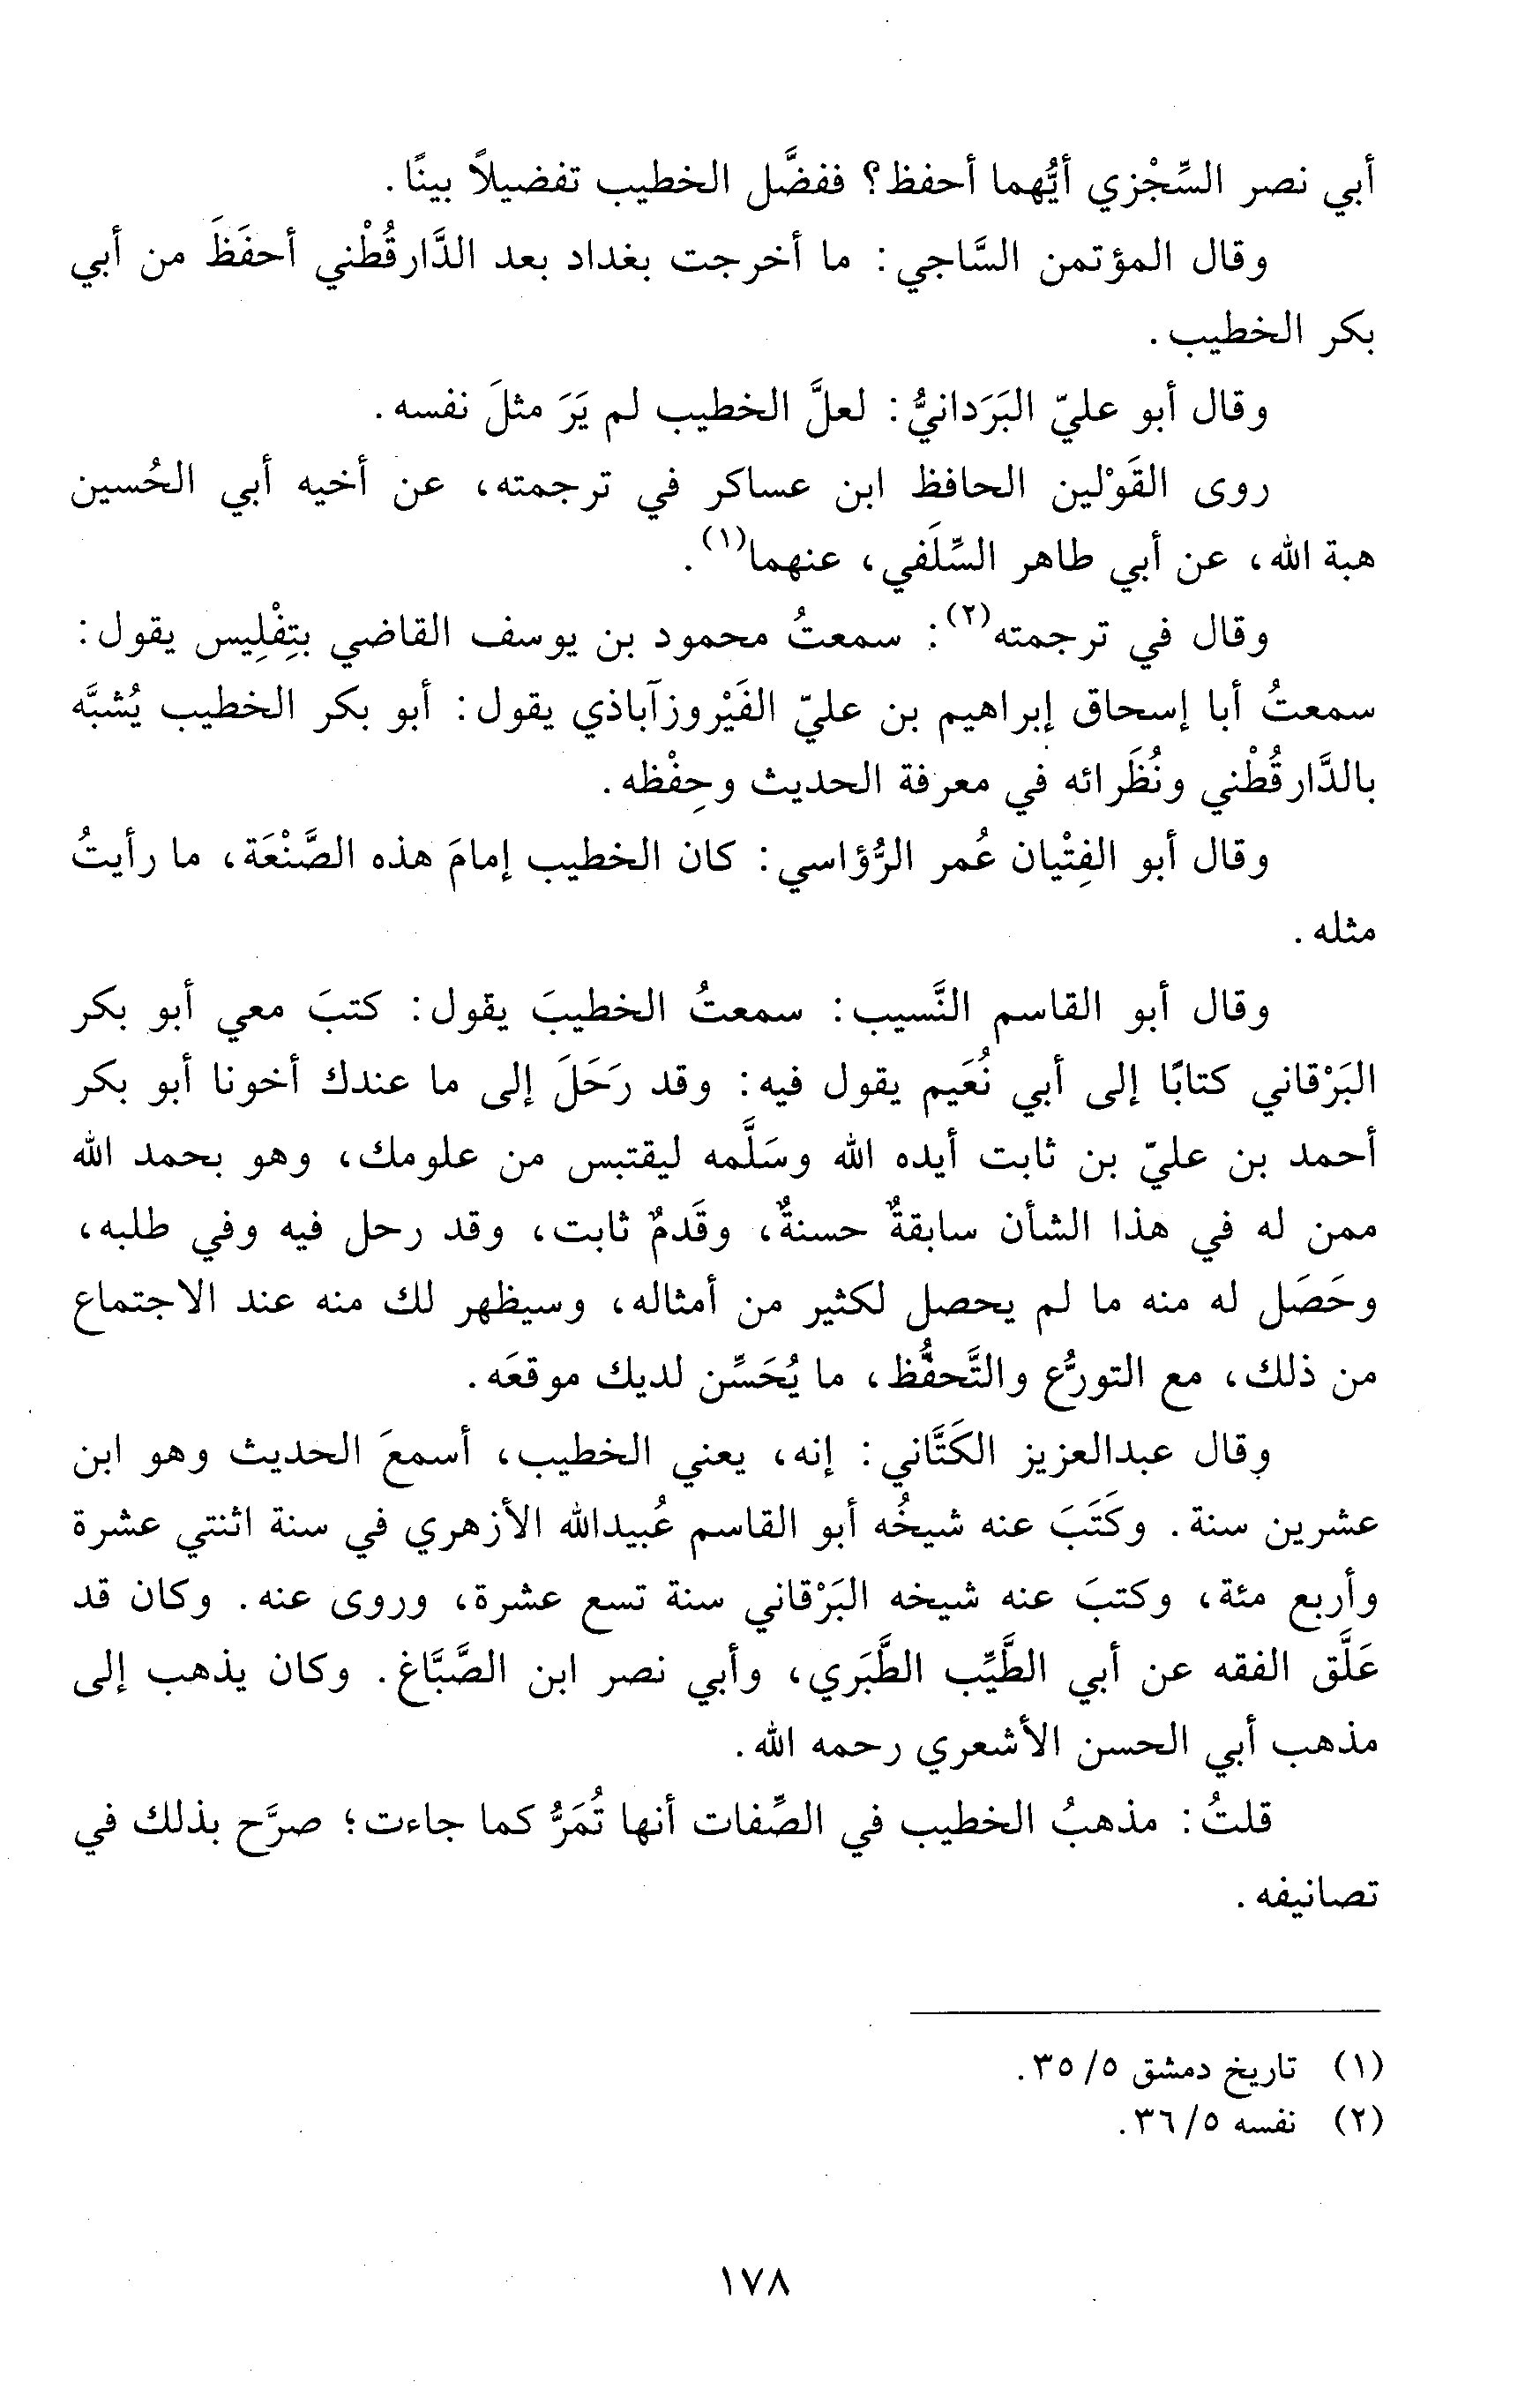 أبي نصر السِّجْزي أيُّهما أحفظ؟ ففضَّل الخطيب تفضيلاً بينًا.
وقال المؤتمن السَّاجي: ما أخرجت بغداد بعد الدَّارقُطْني أحفَظَ من أبي
بكر الخطيب.
وقال أبو عليّ البَرَدانيُّ: لعلَّ الخطيب لم يَرَ مثلَ نفسه.
روى القَوْلين الحافظ ابن عساكر في ترجمته، عن أخيه أبي الحُسين
هبة الله، عن أبي طاهر السِّلَفي، عنهما(١).
وقال في ترجمته(٢): سمعتُ محمود بن يوسف القاضي بتِفْلِيس يقول:
سمعتُ أبا إسحاق إبراهيم بن عليّ الفَيْروزآباذي يقول: أبو بكر الخطيب يُشبَّه
بالدَّارقُطْني ونُظَرائه في معرفة الحديث وحِفْظه.
وقال أبو الفِتْيان عُمر الرُّؤاسي: كان الخطيب إمامَ هذه الصَّنْعَة، ما رأيتُ
مثله.
وقال أبو القاسم النَّسيب: سمعتُ الخطيبَ يقول: كتبَ معي أبو بكر
البَرْقاني كتابًا إلى أبي نُعَيم يقول فيه: وقد رَحَلَ إلى ما عندك أخونا أبو بكر
أحمد بن عليّ بن ثابت أيده الله وسَلَّمه ليقتبس من علومك، وهو بحمد الله
ممن له في هذا الشأن سابقةٌ حسنةٌ، وقَدمٌ ثابت، وقد رحل فيه وفي طلبه،
وحَصَل له منه ما لم يحصل لكثير من أمثاله، وسيظهر لك منه عند الاجتماع
من ذلك، مع التورُّع والتَّحفُّظ، ما يُحَسِّن لديك موقعَه.
وقال عبدالعزيز الكَتَّاني: إنه، يعني الخطيب، أسمعَ الحديث وهو ابن
عشرين سنة. وكَتَبَ عنه شيخُه أبو القاسم عُبيدالله الأزهري في سنة اثنتي عشرة
وأربع مئة، وكتبَ عنه شيخه البَرْقاني سنة تسع عشرة، وروى عنه. وكان قد
عَلَّق الفقه عن أبي الطَّيِّب الطَّبَري، وأبي نصر ابن الصَّبَّاغ. وكان يذهب إلى
مذهب أبي الحسن الأشعري رحمه الله.
قلتُ: مذهبُ الخطيب في الصِّفات أنها تُمَرُّ كما جاءت؛ صرَّح بذلك في
تصانيفه.
(١) تاريخ دمشق ٥/ ٣٥.
(٢) نفسه ٥/ ٣٦.
١٧٨